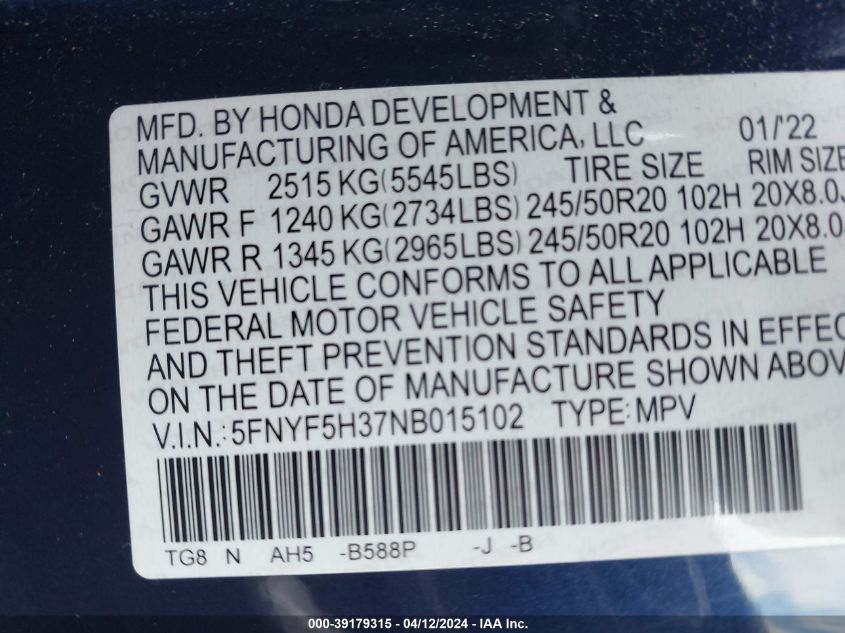 MFD. BY HONDA DEVELOPMENT &
MANUFACTURING OF AMERICA, LLC 01/'22
GVWR 2515 KG(5545LBS) TIRE SIZE RIM SIZE
GAWR F 1240 KG(2734LBS) 245/50R20 102H 20X8.0J
GAWR R 1345 KG(2965LBS) 245/50R20 102H 20X8.0
THIS VEHICLE CONFORMS TO ALL APPLICABLE
FEDERAL MOTOR VEHICLE SAFETY
AND THEFT PREVENTION STANDARDS IN EFFEC
ON THE DATE OF MANUFACTURE SHOWN ABOV
V.I.N.: 5FNYF5H37NB015102 TYPE: MPV
TG8 N AH5 -B588P -J -B
000-39179315 - 04/12/2024 - IAA Inc.